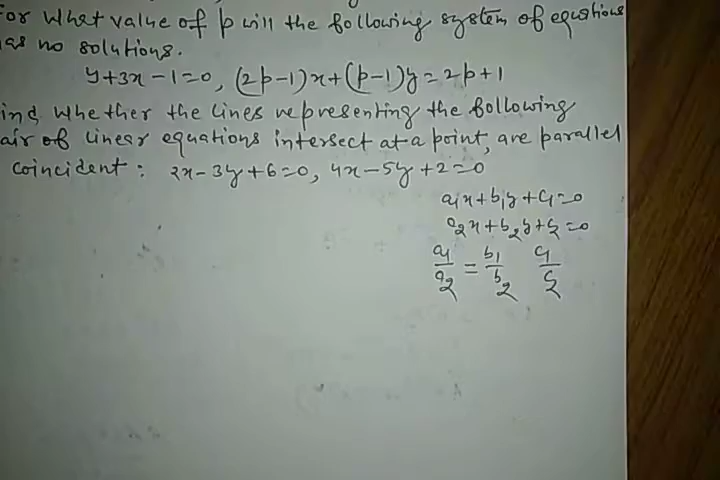 For what value of p will the following system of equations
has no solutions.
y+3x-1=0, (2p-1)x+(p-1)y=2p+1
ind whether the lines representing the following
air of linear equations intersect at a point, are parallel
coincident: 2x-3y+6=0, 4x-5y+2=0
a₁x+b₁y+c₁=0
a₂x+b₂y+c₂=0
a₁/a₂ = b₁/b₂ c₁/c₂